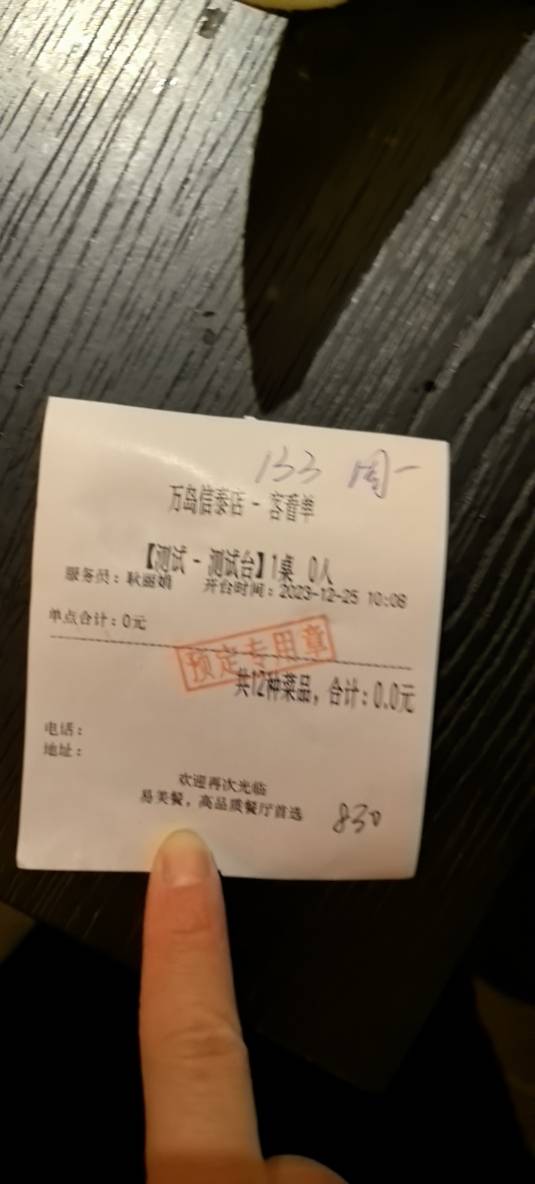 133 周一
万岛信泰店 - 客看单
【测试 - 测试台】1桌 0人
服务员：耿丽娟 开台时间：2023-12-25 10:08
单点合计：0元
预定专用章
共12种菜品，合计：0.0元
电话：
地址：
欢迎再次光临
易美餐，高品质餐厅首选
830